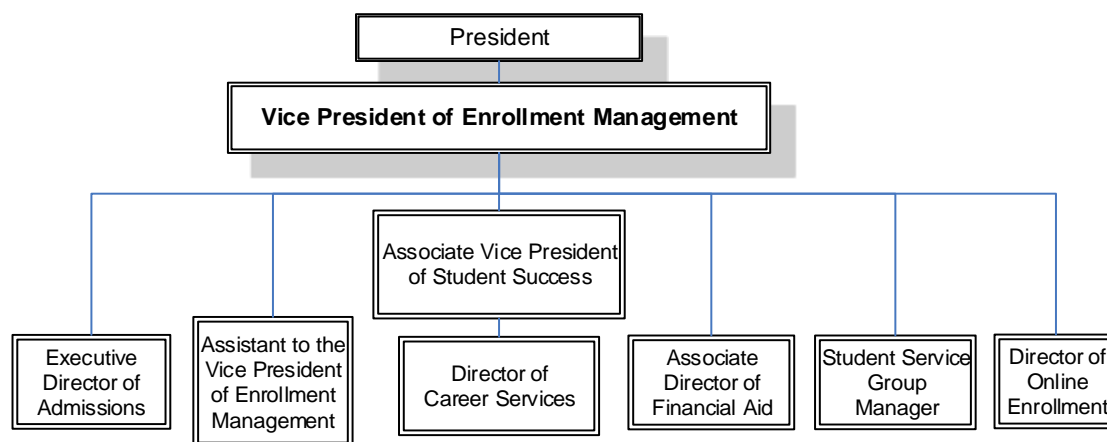 President
Vice President of Enrollment Management
Associate Vice President
of Student Success
Executive
Director of
Admissions
Assistant to the
Vice President
of Enrollment
Management
Director of
Career Services
Associate
Director of
Financial Aid
Student Service
Group
Manager
Director of
Online
Enrollment